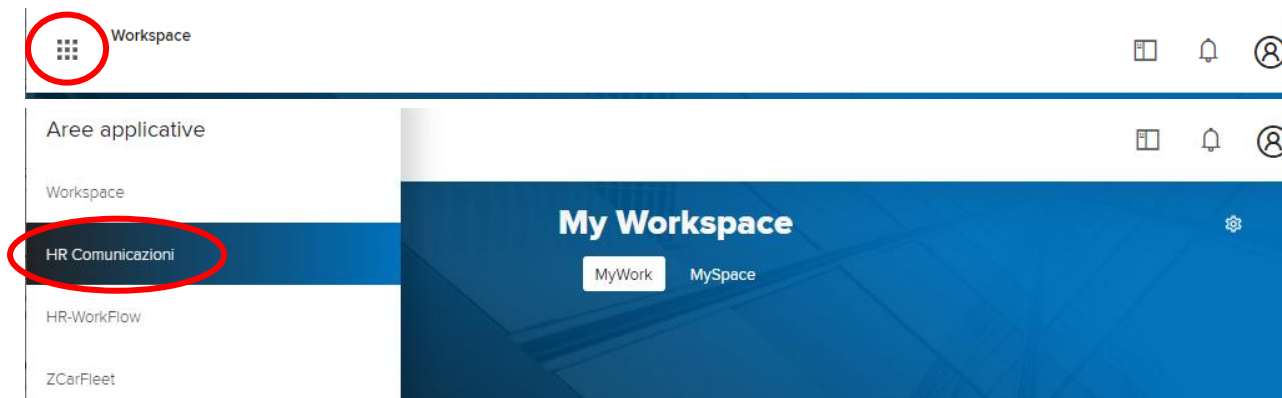 Workspace
Aree applicative
Workspace
My Workspace
HR Comunicazioni
MyWork MySpace
HR-WorkFlow
ZCarFleet